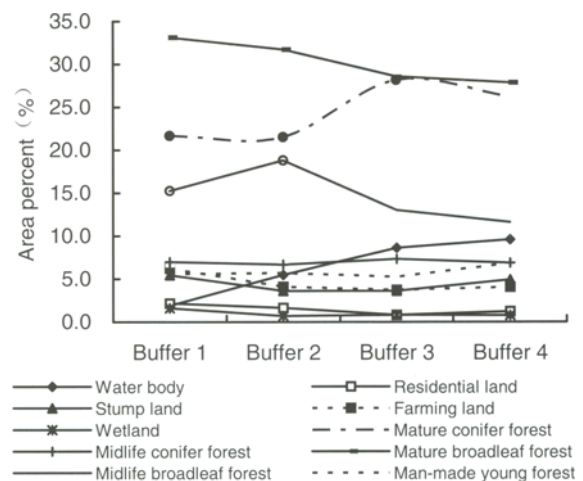 Area percent (%)
35.0
30.0
25.0
20.0
15.0
10.0
5.0
0.0
Buffer 1 Buffer 2 Buffer 3 Buffer 4
Water body Residential land
Stump land Farming land
Wetland Mature conifer forest
Midlife conifer forest Mature broadleaf forest
Midlife broadleaf forest Man-made young forest